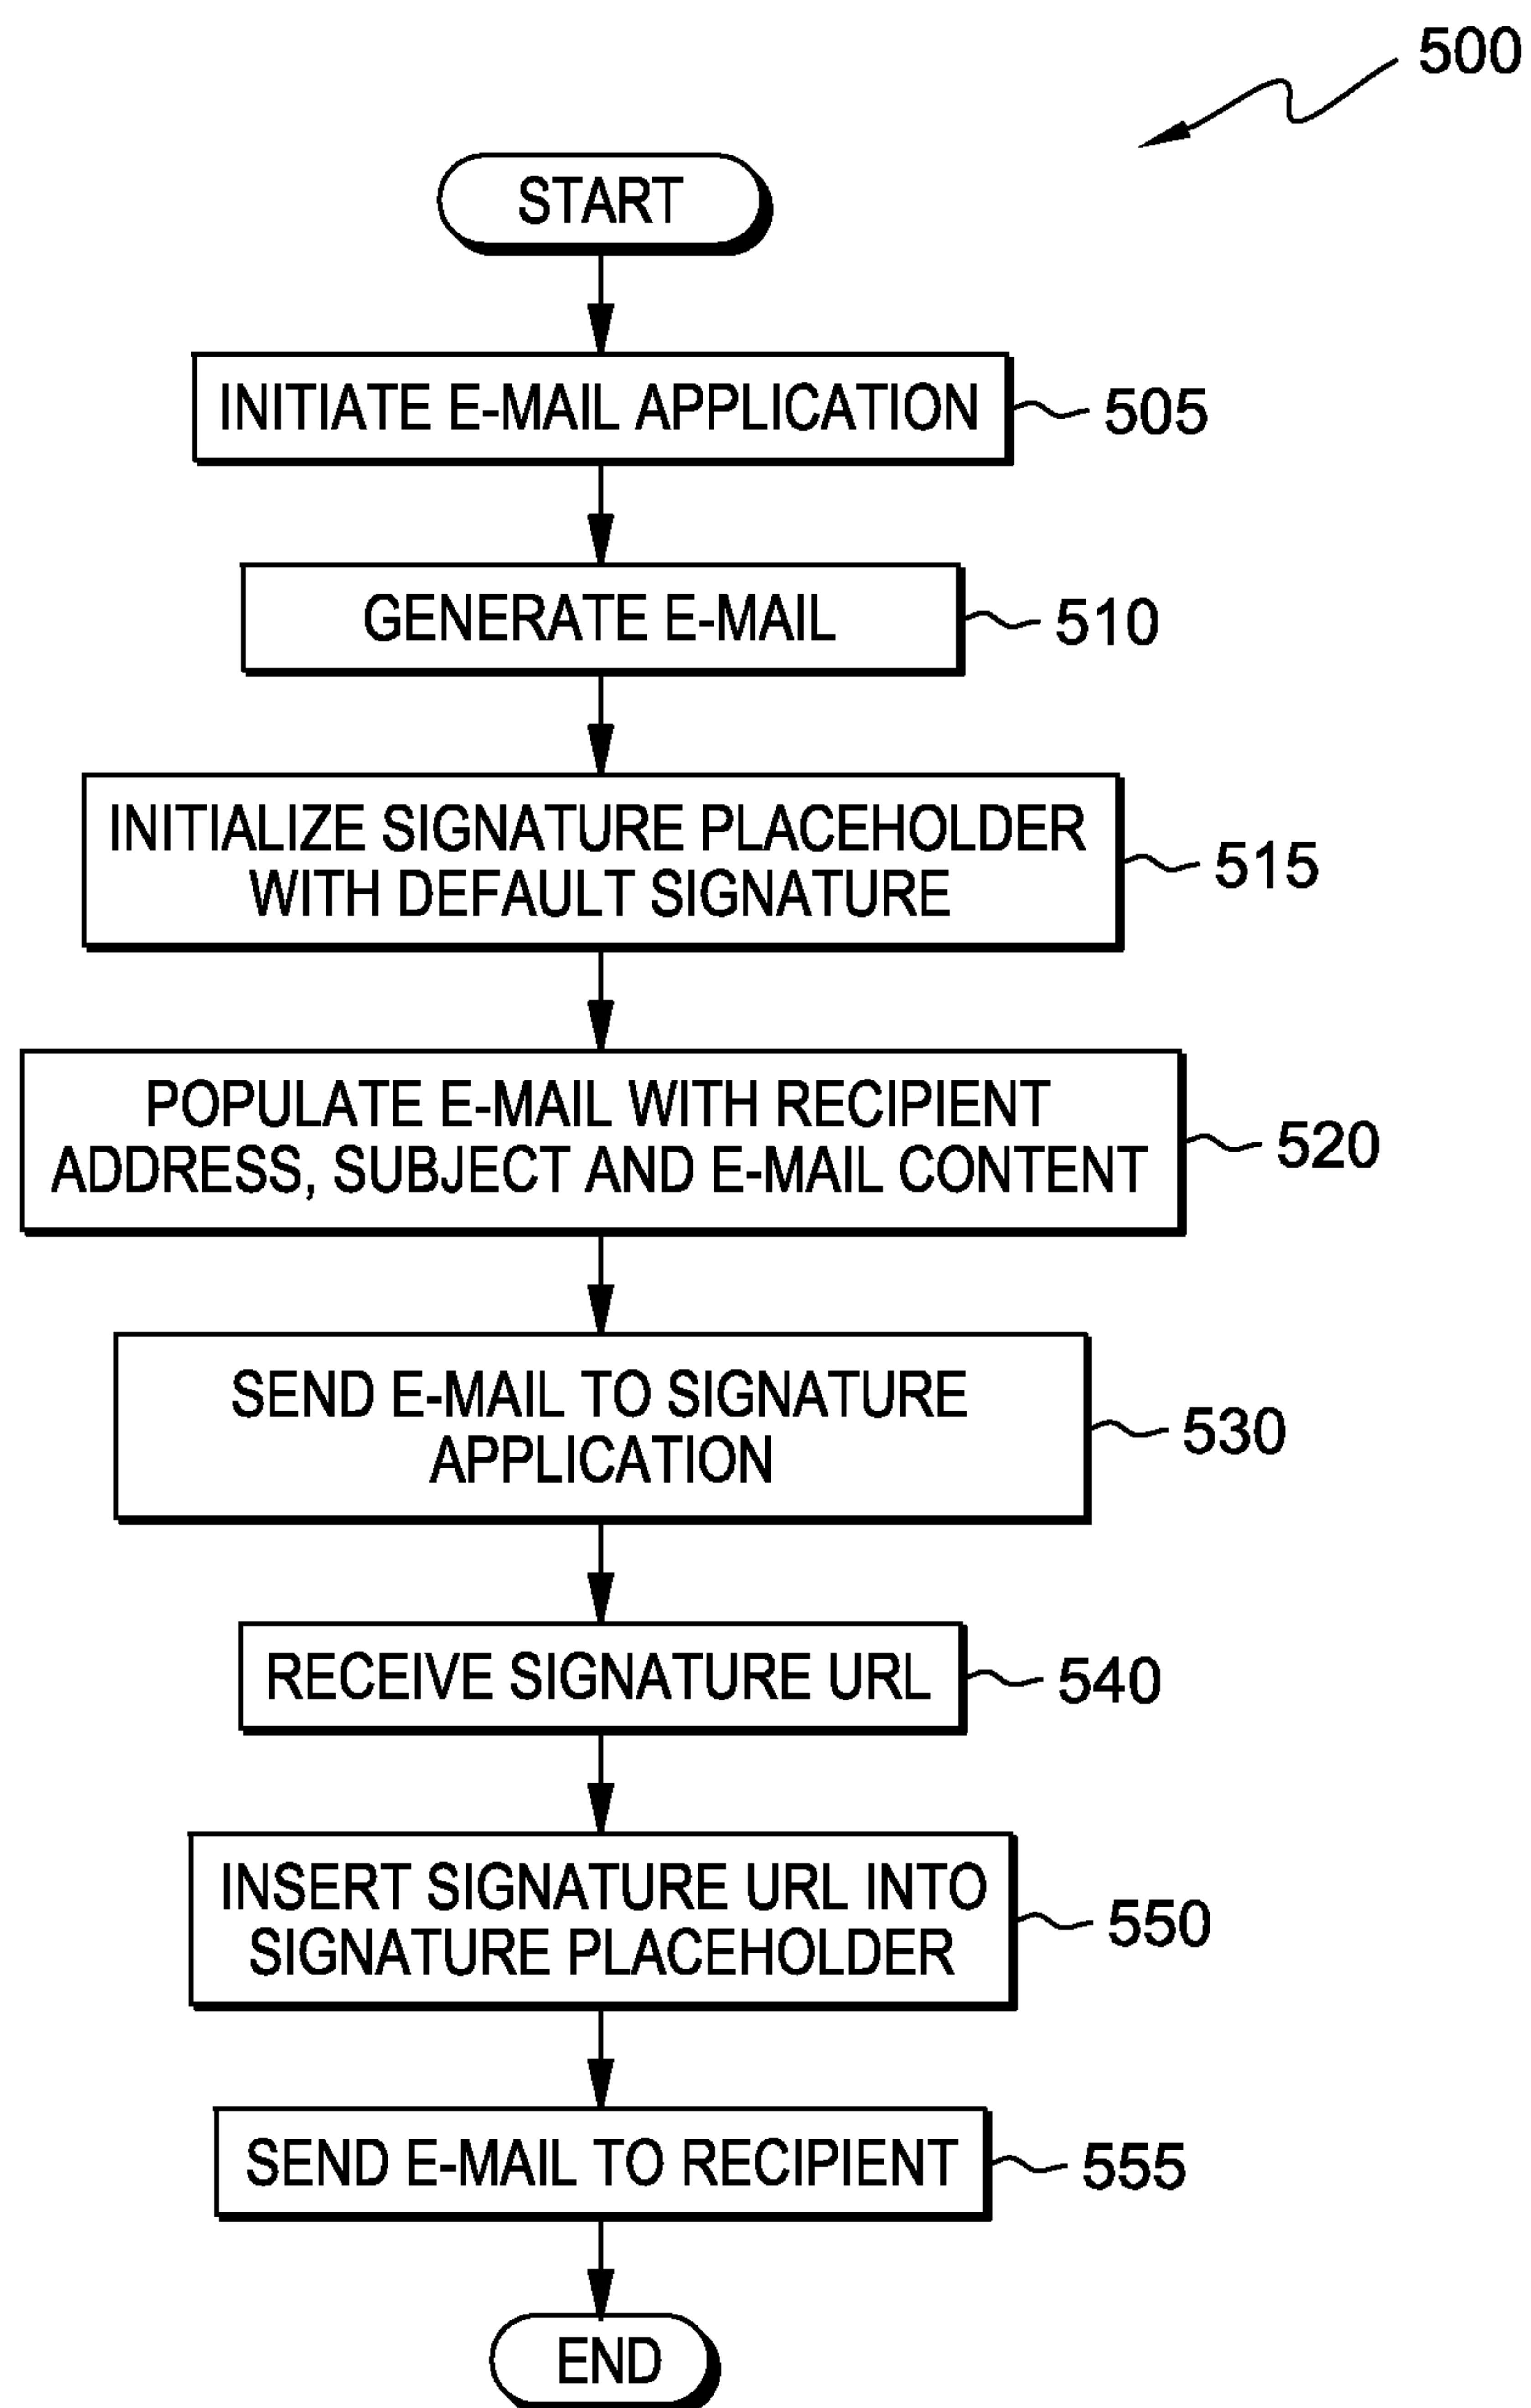 500
START
INITIATE E-MAIL APPLICATION
505
GENERATE E-MAIL
510
INITIALIZE SIGNATURE PLACEHOLDER
WITH DEFAULT SIGNATURE
515
POPULATE E-MAIL WITH RECIPIENT
ADDRESS, SUBJECT AND E-MAIL CONTENT
520
SEND E-MAIL TO SIGNATURE
APPLICATION
530
RECEIVE SIGNATURE URL
540
INSERT SIGNATURE URL INTO
SIGNATURE PLACEHOLDER
550
SEND E-MAIL TO RECIPIENT
555
END